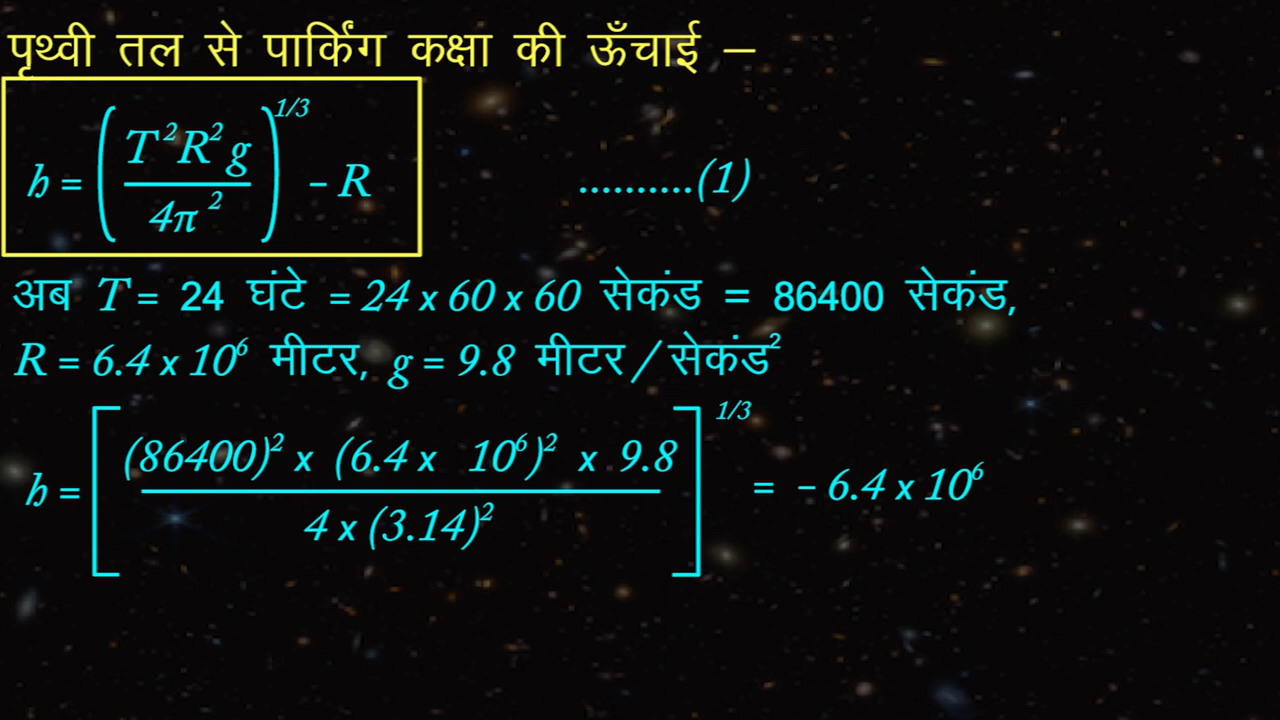 पृथ्वी तल से पार्किंग कक्षा की ऊँचाई –
h = (T²R²g / 4π²)^1/3 – R ..........(1)
अब T = 24 घंटे = 24 x 60 x 60 सेकंड = 86400 सेकंड,
R = 6.4 x 10⁶ मीटर, g = 9.8 मीटर / सेकंड²
h = [(86400)² x (6.4 x 10⁶)² x 9.8 / 4 x (3.14)²]^1/3 = – 6.4 x 10⁶